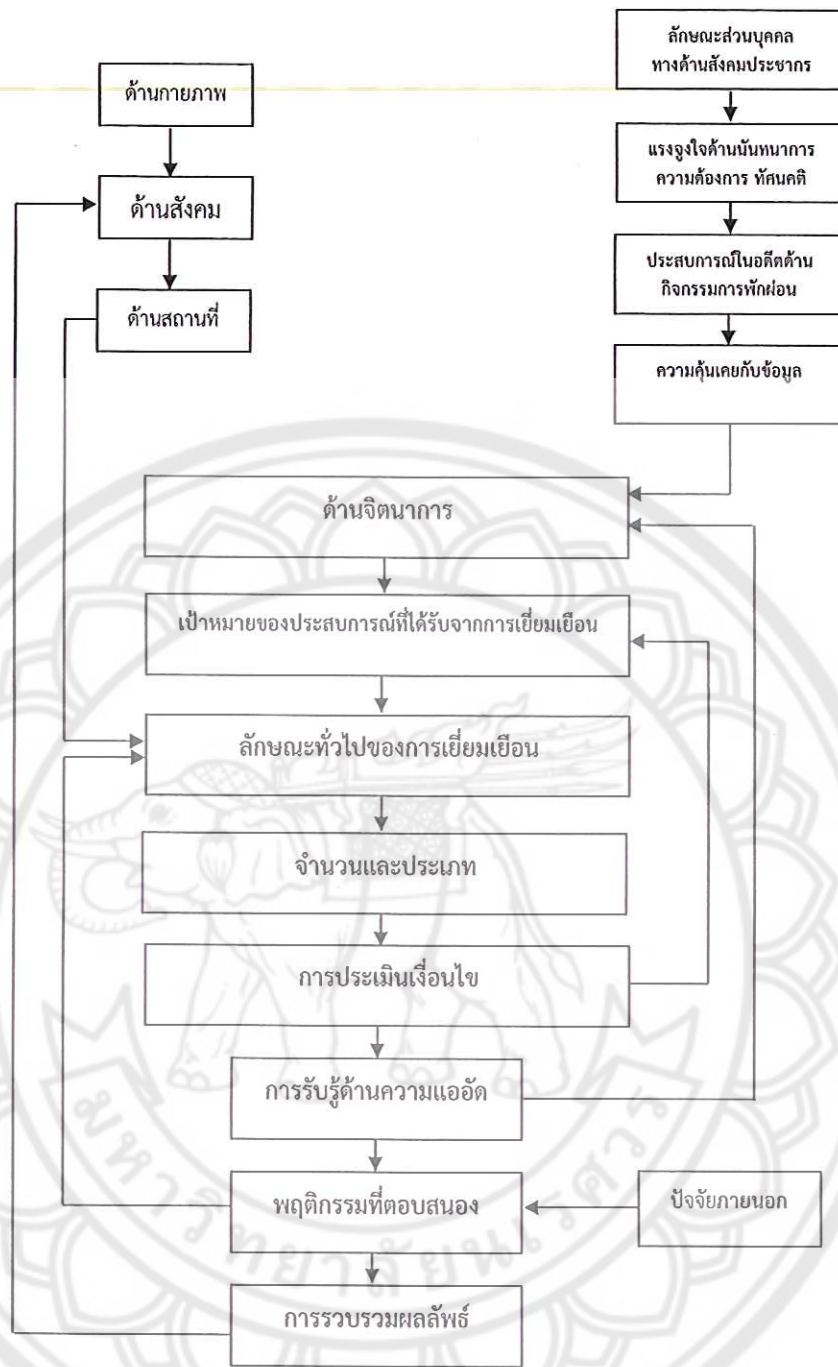 ลักษณะส่วนบุคคล
ทางด้านสังคมประชากร
ด้านกายภาพ
แรงจูงใจด้านนันทนาการ
ความต้องการ ทัศนคติ
ด้านสังคม
ประสบการณ์ในอดีตด้าน
กิจกรรมการพักผ่อน
ด้านสถานที่
ความคุ้นเคยกับข้อมูล
ด้านจิตนาการ
เป้าหมายของประสบการณ์ที่ได้รับจากการเยี่ยมเยือน
ลักษณะทั่วไปของการเยี่ยมเยือน
จำนวนและประเภท
การประเมินเงื่อนไข
การรับรู้ด้านความแออัด
พฤติกรรมที่ตอบสนอง
ปัจจัยภายนอก
การรวบรวมผลลัพธ์
มหาวิทยาลัยนเรศวร